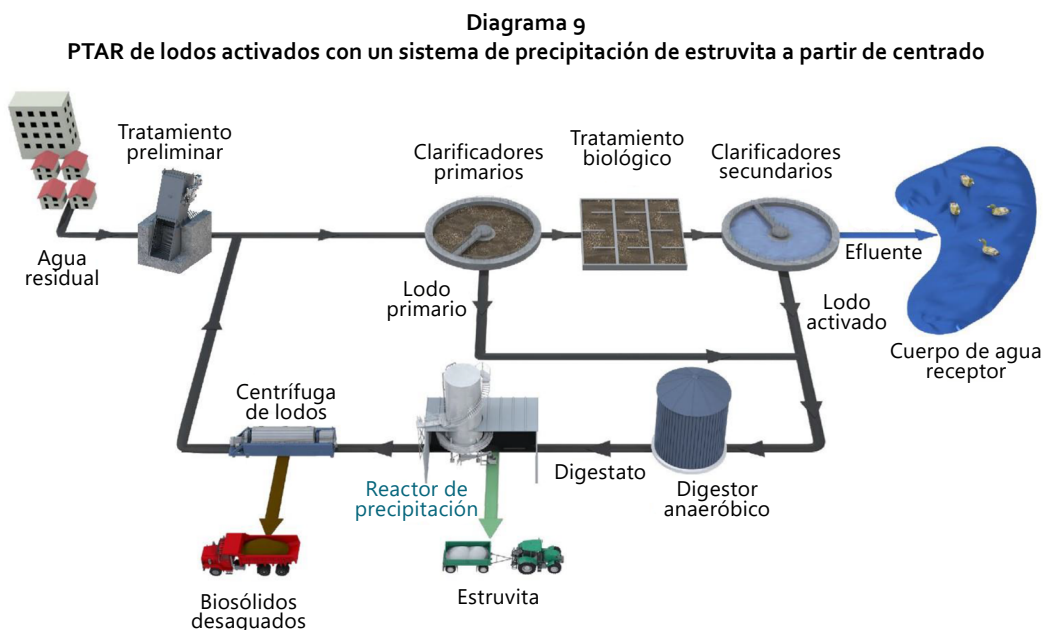 Diagrama 9
PTAR de lodos activados con un sistema de precipitación de estruvita a partir de centrado
Tratamiento
preliminar
Clarificadores
primarios
Tratamiento
biológico
Clarificadores
secundarios
Agua
residual
Efluente
Lodo
primario
Lodo
activado
Cuerpo de agua
receptor
Centrífuga
de lodos
Reactor de
precipitación
Digestato
Digestor
anaeróbico
Biosólidos
desaguados
Estruvita